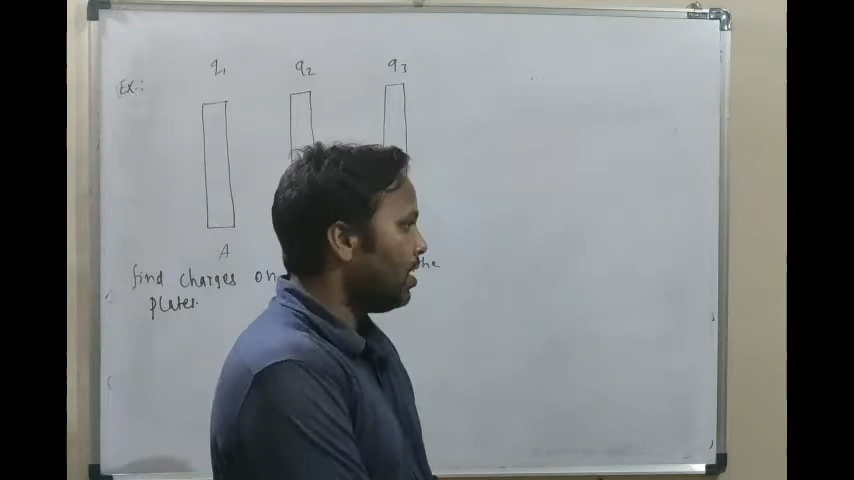 q1 q2 q3
EX.:
A
find charges on the
plates.